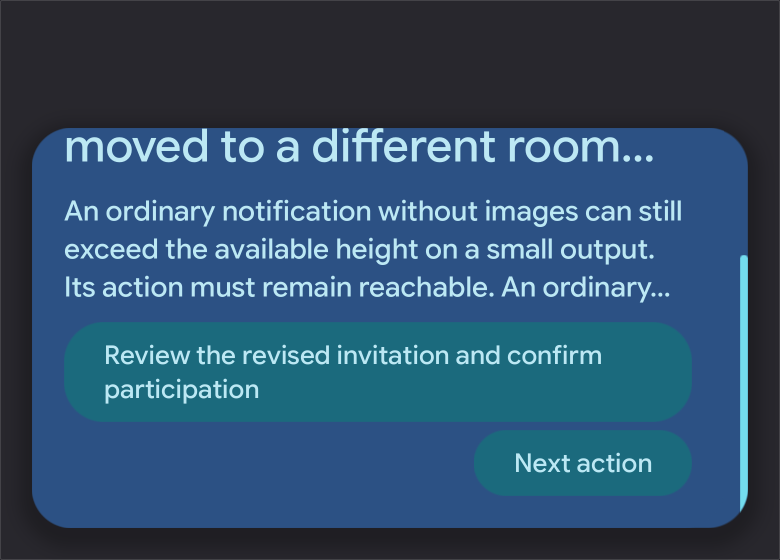 moved to a different room...
An ordinary notification without images can still
exceed the available height on a small output.
Its action must remain reachable. An ordinary...
Review the revised invitation and confirm
participation
Next action